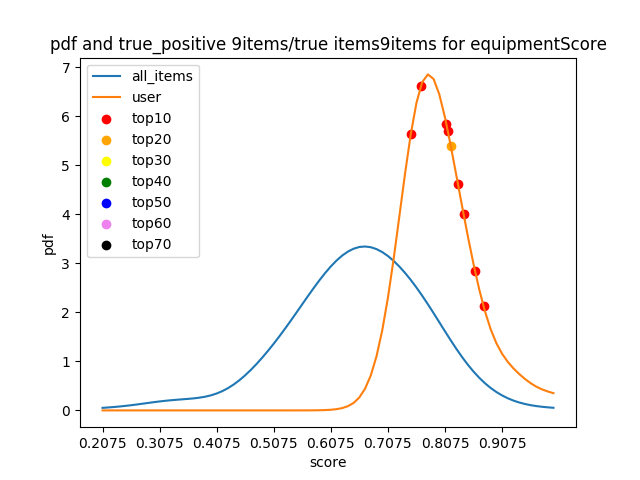 pdf and true_positive 9items/true items9items for equipmentScore
all_items
user
top10
top20
top30
top40
top50
top60
top70
7
6
5
4
3
2
1
0
pdf
0.2075 0.3075 0.4075 0.5075 0.6075 0.7075 0.8075 0.9075
score